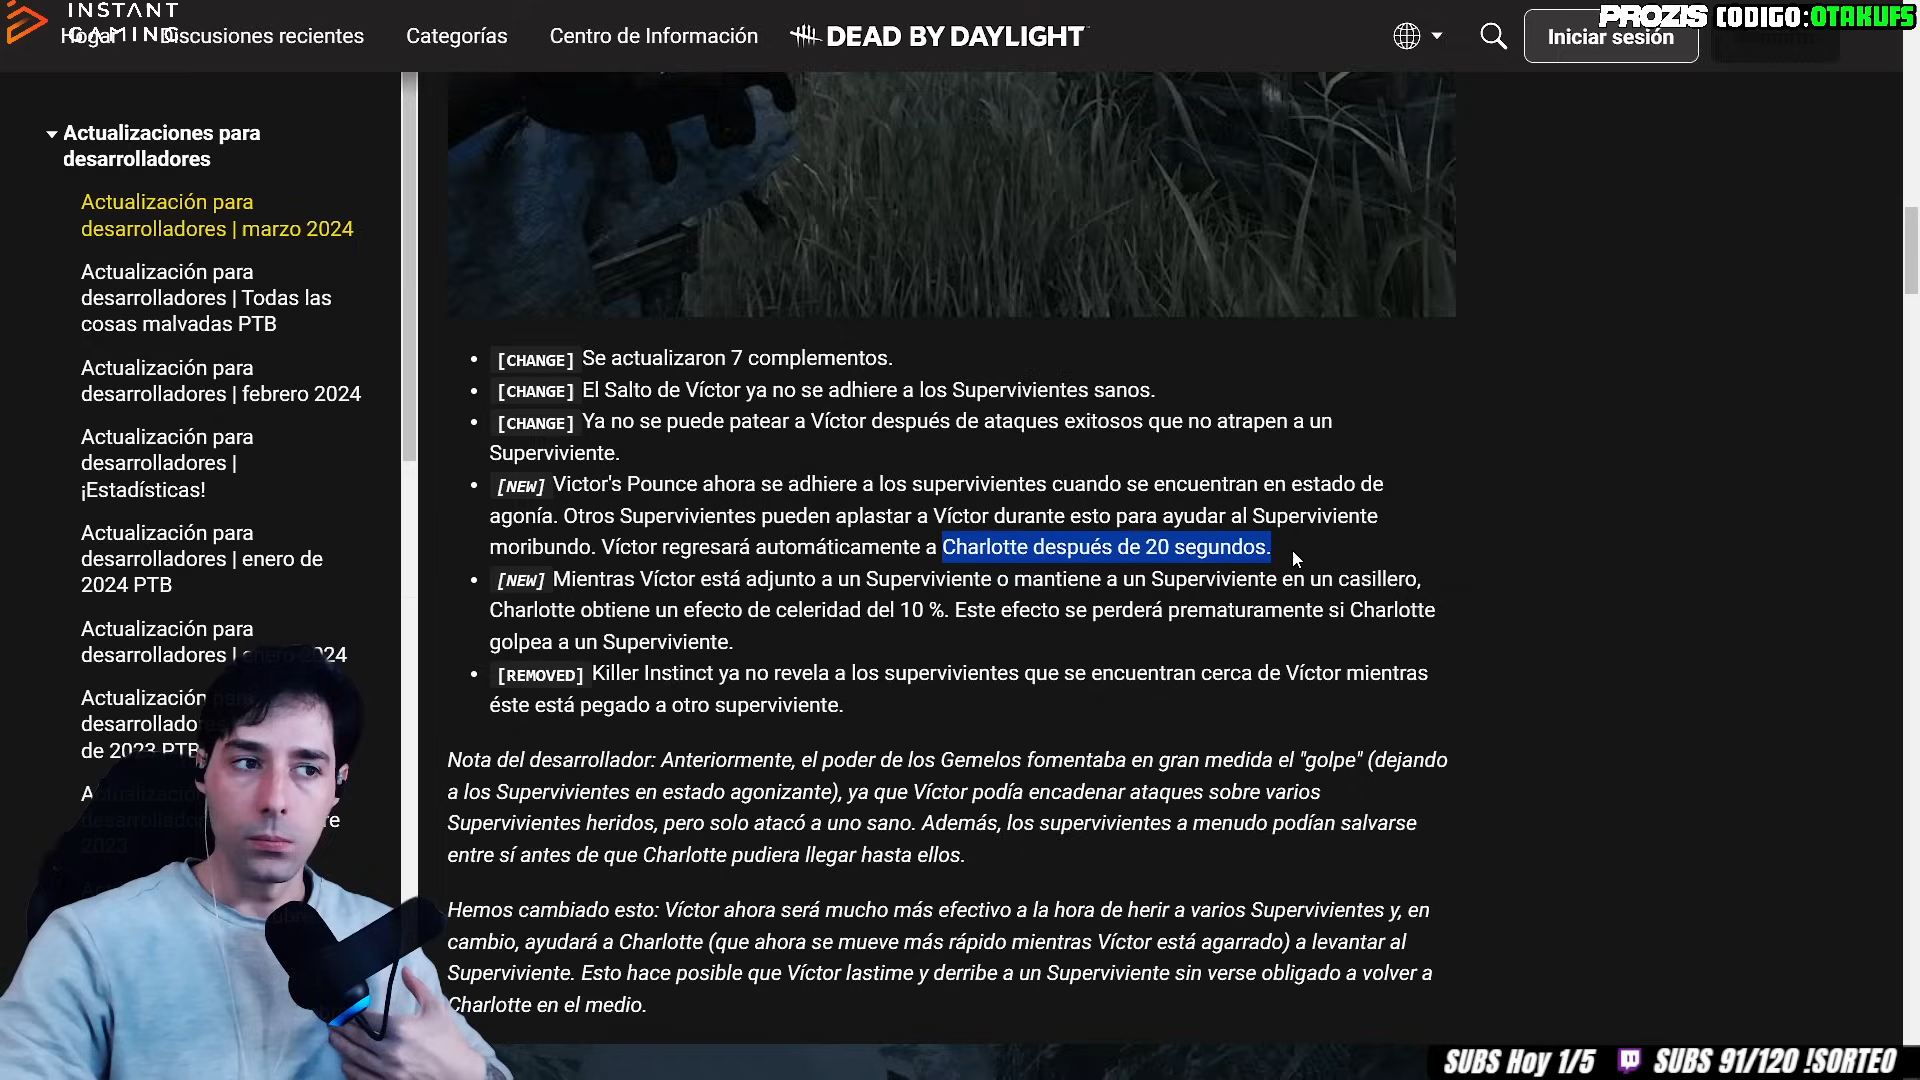 INSTANT
GAMING
Hogar
Discusiones recientes
Categorías
Centro de Información
DEAD BY DAYLIGHT
Iniciar sesión
PROZIS CODIGO:OTAKUFS
Actualizaciones para
desarrolladores
Actualización para
desarrolladores | marzo 2024
Actualización para
desarrolladores | Todas las
cosas malvadas PTB
Actualización para
desarrolladores | febrero 2024
Actualización para
desarrolladores |
¡Estadísticas!
Actualización para
desarrolladores | enero de
2024 PTB
Actualización para
desarrolladores | enero 2024
Actualización para
desarrolladores
de 2023 PTB
Actualización
desarrolladores re
2023
[CHANGE] Se actualizaron 7 complementos.
[CHANGE] El Salto de Víctor ya no se adhiere a los Supervivientes sanos.
[CHANGE] Ya no se puede patear a Víctor después de ataques exitosos que no atrapen a un
Superviviente.
[NEW] Victor's Pounce ahora se adhiere a los supervivientes cuando se encuentran en estado de
agonía. Otros Supervivientes pueden aplastar a Víctor durante esto para ayudar al Superviviente
moribundo. Víctor regresará automáticamente a Charlotte después de 20 segundos.
[NEW] Mientras Víctor está adjunto a un Superviviente o mantiene a un Superviviente en un casillero,
Charlotte obtiene un efecto de celeridad del 10 %. Este efecto se perderá prematuramente si Charlotte
golpea a un Superviviente.
[REMOVED] Killer Instinct ya no revela a los supervivientes que se encuentran cerca de Víctor mientras
éste está pegado a otro superviviente.
Nota del desarrollador: Anteriormente, el poder de los Gemelos fomentaba en gran medida el "golpe" (dejando
a los Supervivientes en estado agonizante), ya que Víctor podía encadenar ataques sobre varios
Supervivientes heridos, pero solo atacó a uno sano. Además, los supervivientes a menudo podían salvarse
entre sí antes de que Charlotte pudiera llegar hasta ellos.
Hemos cambiado esto: Víctor ahora será mucho más efectivo a la hora de herir a varios Supervivientes y, en
cambio, ayudará a Charlotte (que ahora se mueve más rápido mientras Víctor está agarrado) a levantar al
Superviviente. Esto hace posible que Víctor lastime y derribe a un Superviviente sin verse obligado a volver a
Charlotte en el medio.
SUBS Hoy 1/5 SUBS 91/120 !SORTEO